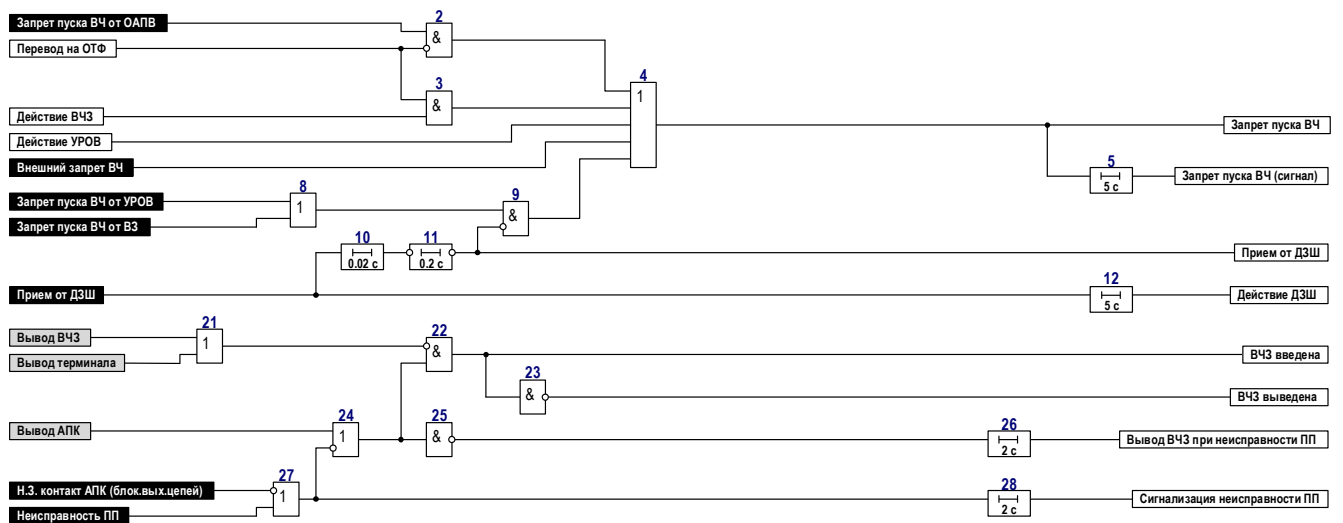 Запрет пуска ВЧ от ОАПВ
2
&
Перевод на ОТФ
3
&
4
1
Действие ВЧЗ
Действие УРОВ
Запрет пуска ВЧ
Внешний запрет ВЧ
5
5 с
Запрет пуска ВЧ (сигнал)
8
1
9
&
Запрет пуска ВЧ от УРОВ
Запрет пуска ВЧ от ВЗ
10
0.02 с
11
0.2 с
Прием от ДЗШ
Прием от ДЗШ
12
5 с
Действие ДЗШ
21
1
Вывод ВЧЗ
22
&
Вывод терминала
ВЧЗ введена
23
&
ВЧЗ выведена
24
1
25
&
Вывод АПК
26
2 с
Вывод ВЧЗ при неисправности ПП
27
1
Н.З. контакт АПК (блок.вых.цепей)
28
2 с
Сигнализация неисправности ПП
Неисправность ПП